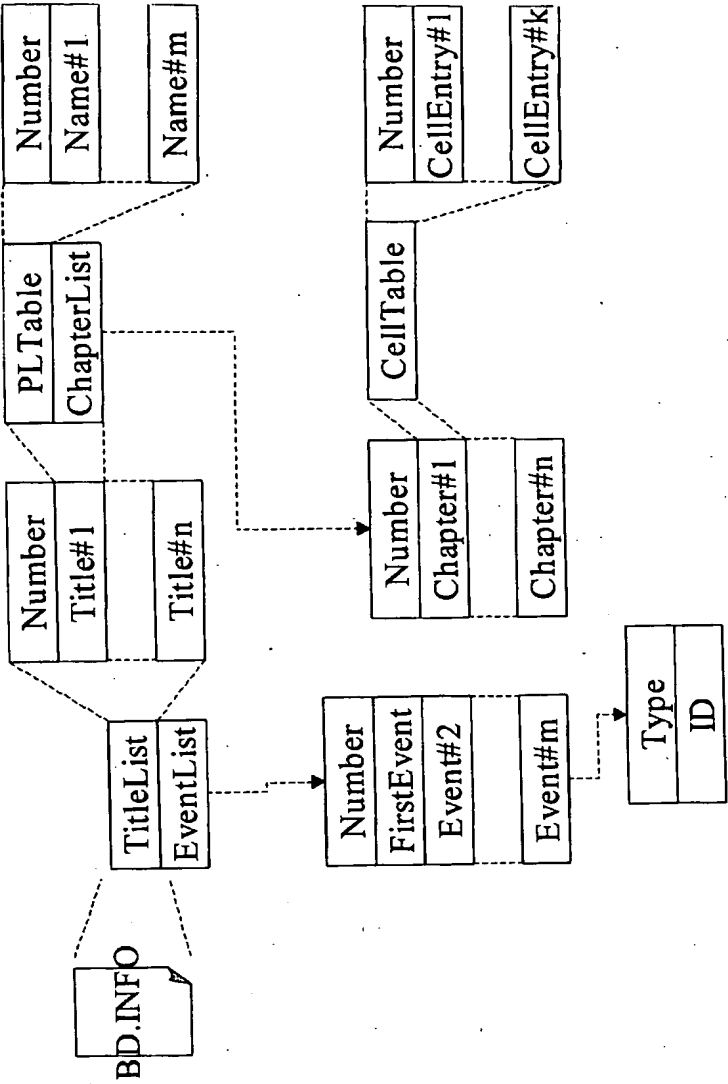 BD.INFO
TitleList
EventList
Number
Title#1
Title#n
PLTable
ChapterList
Number
Name#1
Name#m
Number
FirstEvent
Event#2
Event#m
Type
ID
Number
Chapter#1
Chapter#n
CellTable
Number
CellEntry#1
CellEntry#k